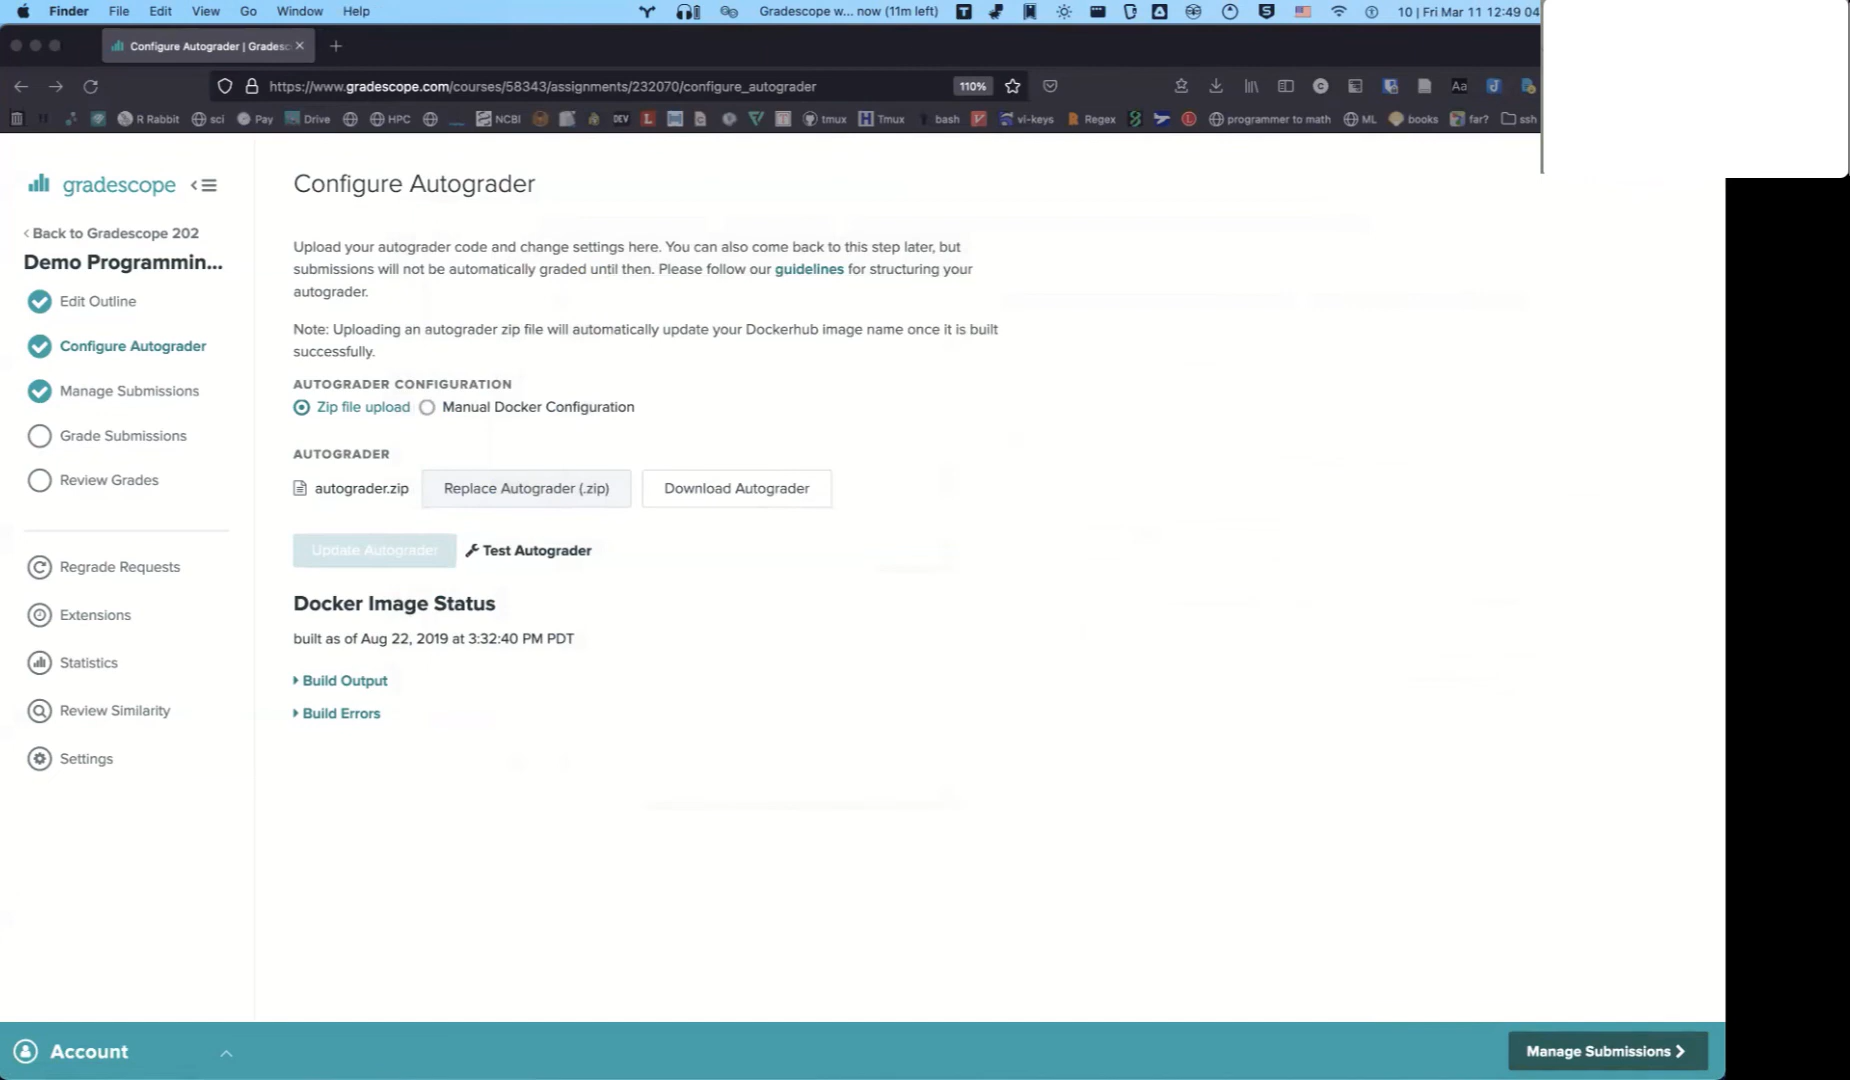 Finder File Edit View Go Window Help Gradescope w... now (11m left) 10 | Fri Mar 11 12:49 04
Configure Autograder | Gradesc
https://www.gradescope.com/courses/58343/assignments/232070/configure_autograder 110% Aa
R Rabbit sci Pay Drive HPC NCBI DEV tmux Tmux bash vi-keys Regex programmer to math ML books far? ssh
gradescope
Back to Gradescope 202
Demo Programmin...
Edit Outline
Configure Autograder
Manage Submissions
Grade Submissions
Review Grades
Regrade Requests
Extensions
Statistics
Review Similarity
Settings
Configure Autograder
Upload your autograder code and change settings here. You can also come back to this step later, but
submissions will not be automatically graded until then. Please follow our guidelines for structuring your
autograder.
Note: Uploading an autograder zip file will automatically update your Dockerhub image name once it is built
successfully.
AUTOGRADER CONFIGURATION
Zip file upload Manual Docker Configuration
AUTOGRADER
autograder.zip Replace Autograder (.zip) Download Autograder
Update Autograder Test Autograder
Docker Image Status
built as of Aug 22, 2019 at 3:32:40 PM PDT
Build Output
Build Errors
Account
Manage Submissions